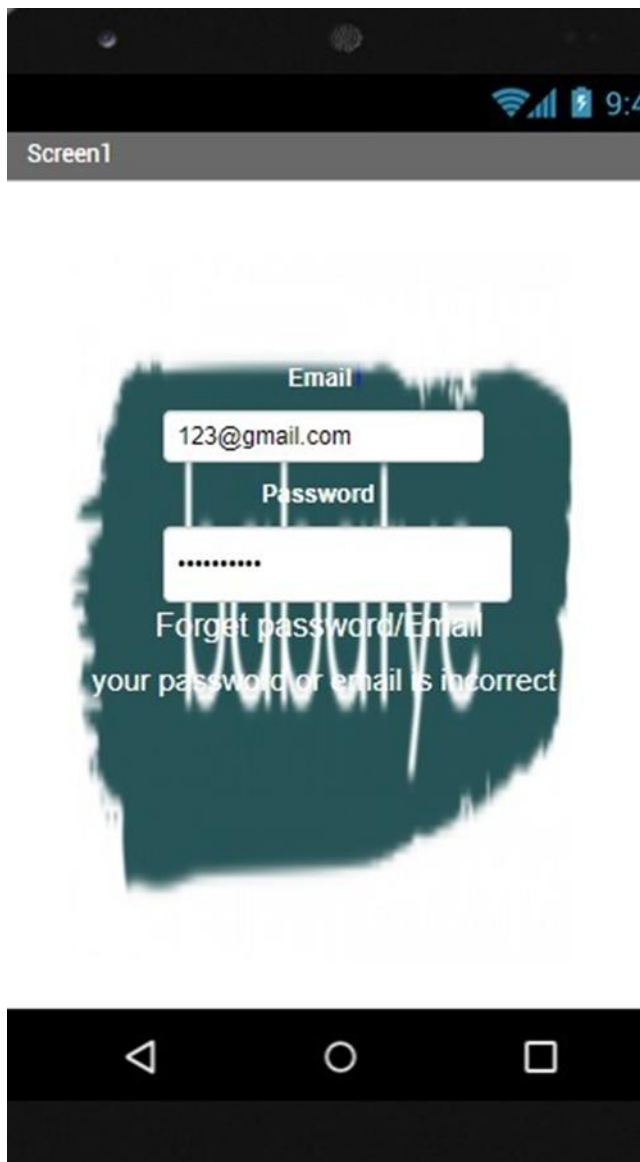 9:4
Screen1
Email
123@gmail.com
Password
••••••••••
Forget password/Email
your password or email is incorrect